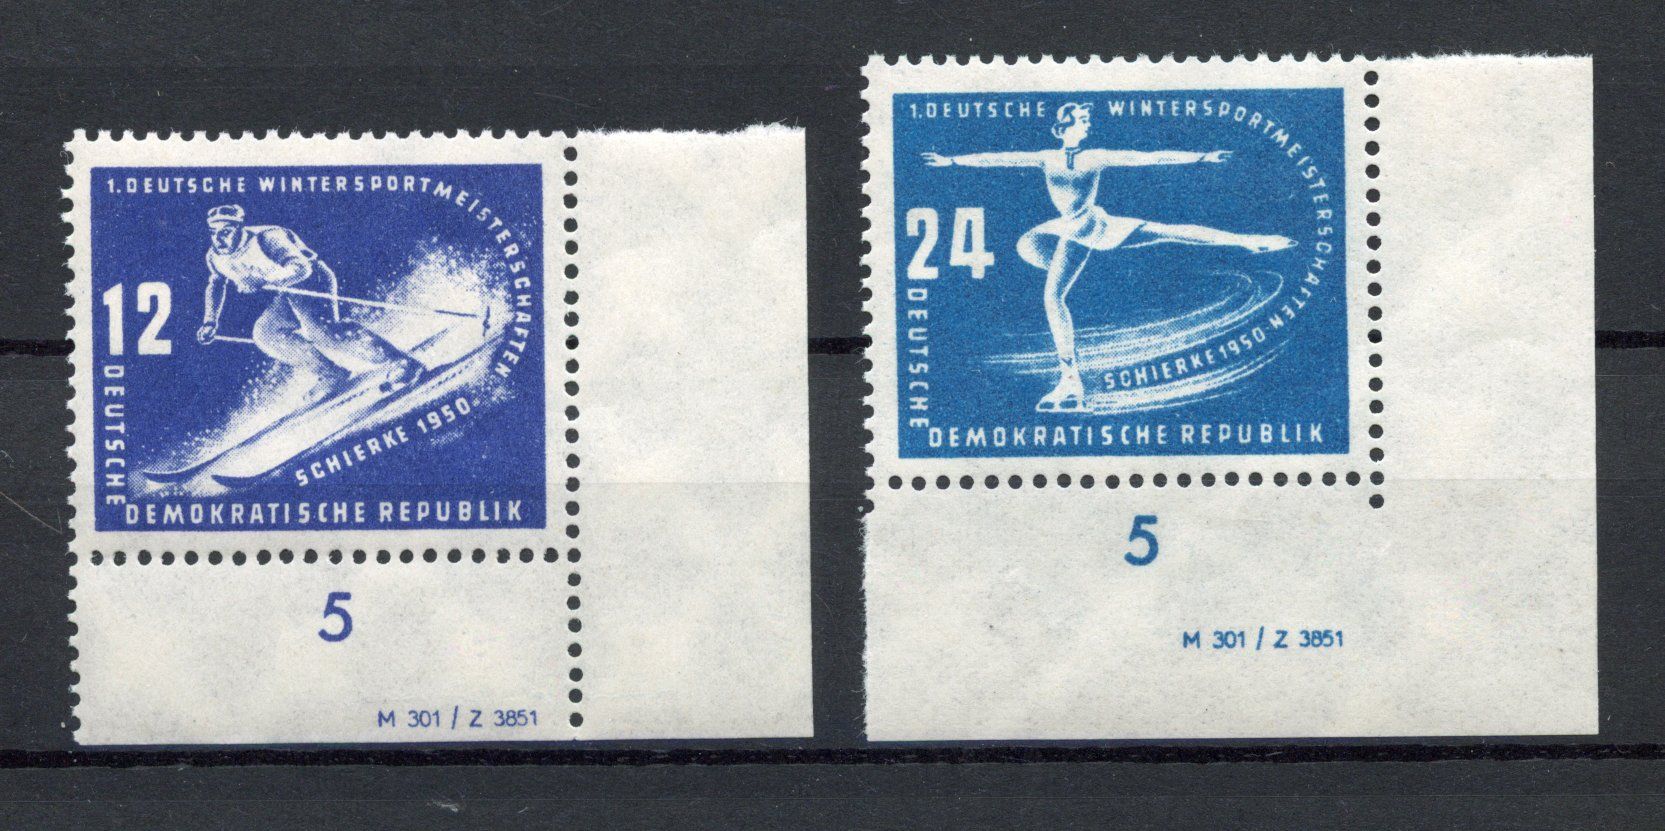 1. DEUTSCHE WINTERSPORTMEISTERSCHAFTEN
SCHIERKE 1950
12
DEUTSCHE
DEMOKRATISCHE REPUBLIK
5
M 301 / Z 3851
1. DEUTSCHE WINTERSPORTMEISTERSCHAFTEN
SCHIERKE 1950
24
DEUTSCHE
DEMOKRATISCHE REPUBLIK
5
M 301 / Z 3851